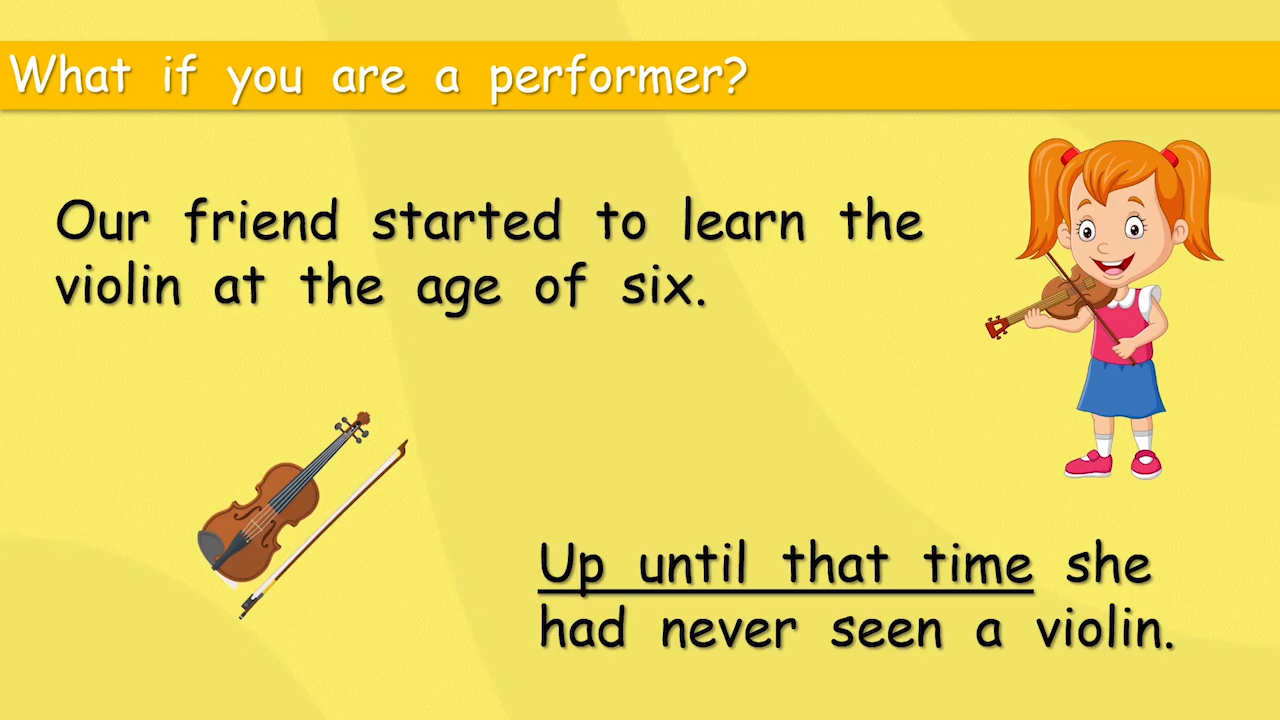 What if you are a performer?
Our friend started to learn the
violin at the age of six.
Up until that time she
had never seen a violin.